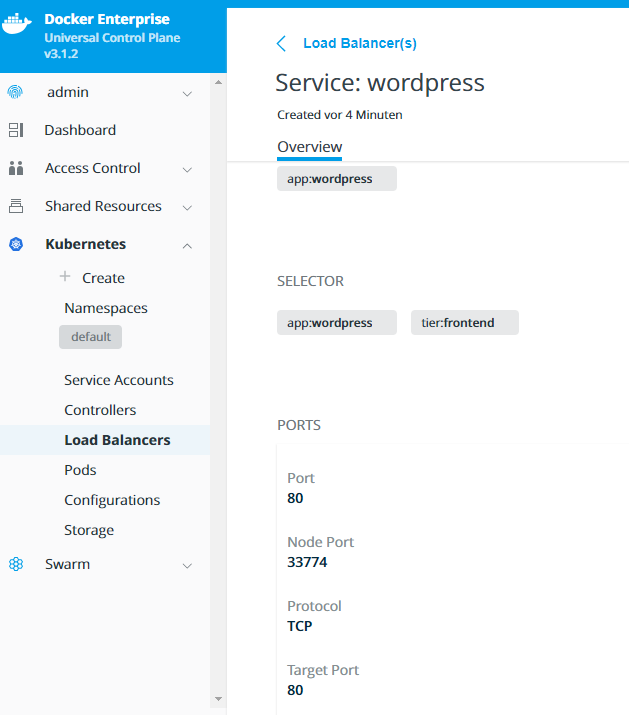 Docker Enterprise
Universal Control Plane
v3.1.2
admin
Dashboard
Access Control
Shared Resources
Kubernetes
+ Create
Namespaces
default
Service Accounts
Controllers
Load Balancers
Pods
Configurations
Storage
Swarm
Load Balancer(s)
Service: wordpress
Created vor 4 Minuten
Overview
app:wordpress
SELECTOR
app:wordpress tier:frontend
PORTS
Port
80
Node Port
33774
Protocol
TCP
Target Port
80